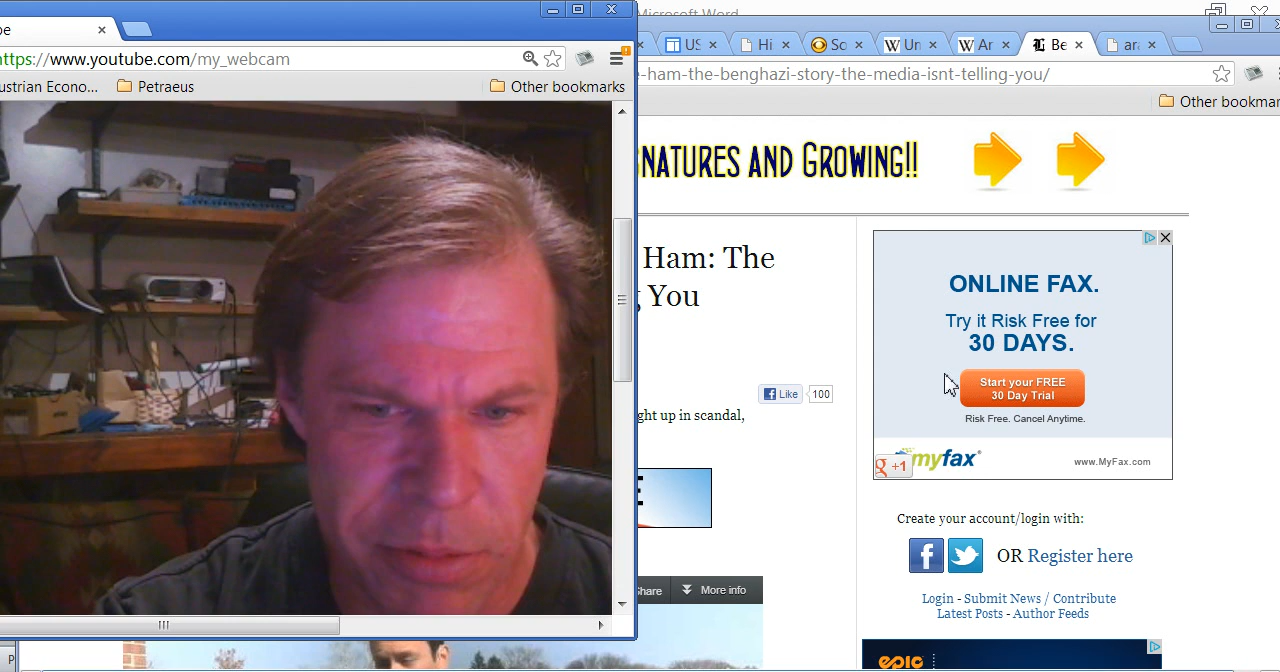 Microsoft Word
be
US
Hi
So
Un
Ar
Be
ara
https://www.youtube.com/my_webcam
e-ham-the-benghazi-story-the-media-isnt-telling-you/
ustrian Econo...
Petraeus
Other bookmarks
Other bookmar
GNATURES AND GROWING!!
Ham: The
g You
Like
100
ght up in scandal,
E
ONLINE FAX.
Try it Risk Free for
30 DAYS.
Start your FREE
30 Day Trial
Risk Free. Cancel Anytime.
g +1
myfax®
www.MyFax.com
Create your account/login with:
OR Register here
Login - Submit News / Contribute
Latest Posts - Author Feeds
Share
More info
epic
P